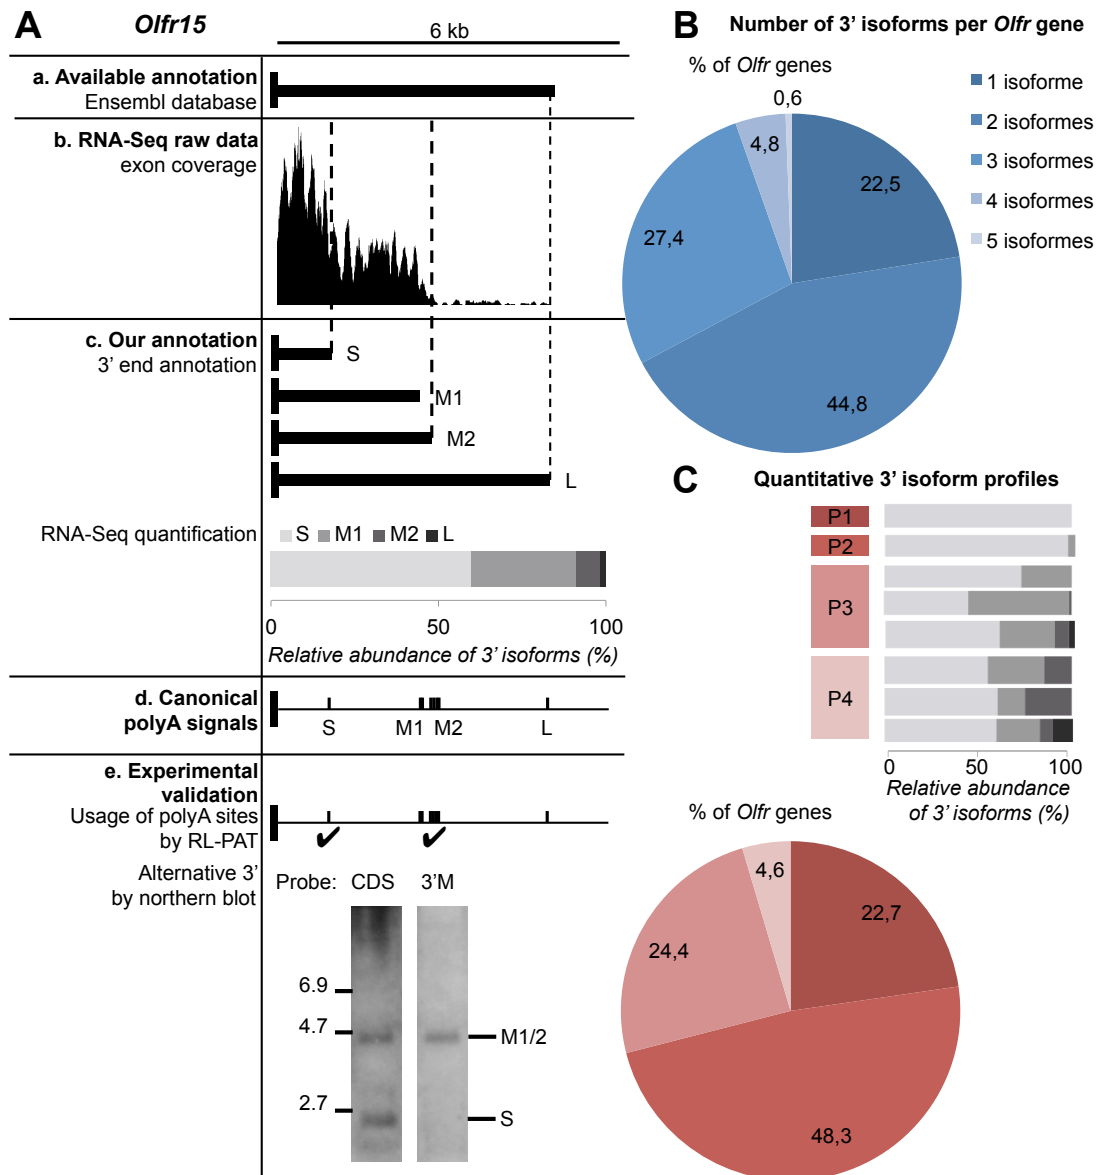 A
Olfr15
6 kb
a. Available annotation
Ensembl database
b. RNA-Seq raw data
exon coverage
c. Our annotation
3’ end annotation
S
M1
M2
L
RNA-Seq quantification
S M1 M2 L
0 50 100
Relative abundance of 3’ isoforms (%)
d. Canonical
polyA signals
S M1 M2 L
e. Experimental
validation
Usage of polyA sites
by RL-PAT
Alternative 3’
by northern blot
Probe: CDS 3’M
6.9
4.7
2.7
M1/2
S
B
Number of 3’ isoforms per Olfr gene
% of Olfr genes
0,6
4,8
22,5
27,4
44,8
1 isoforme
2 isoformes
3 isoformes
4 isoformes
5 isoformes
C
Quantitative 3’ isoform profiles
P1
P2
P3
P4
0 50 100
Relative abundance
of 3’ isoforms (%)
% of Olfr genes
4,6
22,7
24,4
48,3